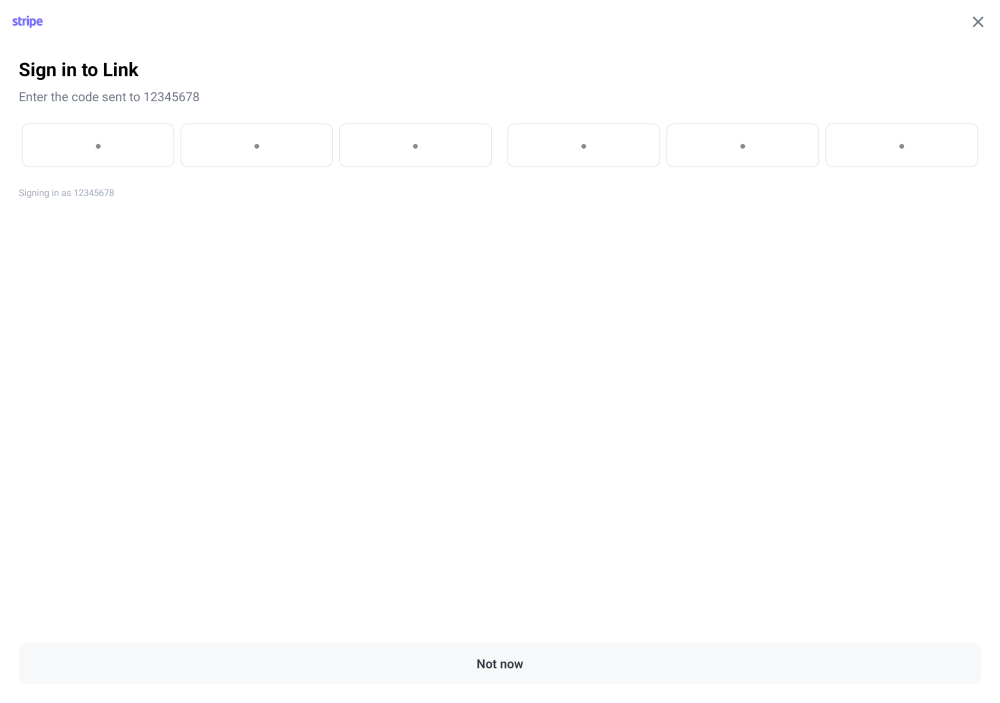 stripe
Sign in to Link
Enter the code sent to 12345678
Signing in as 12345678
Not now